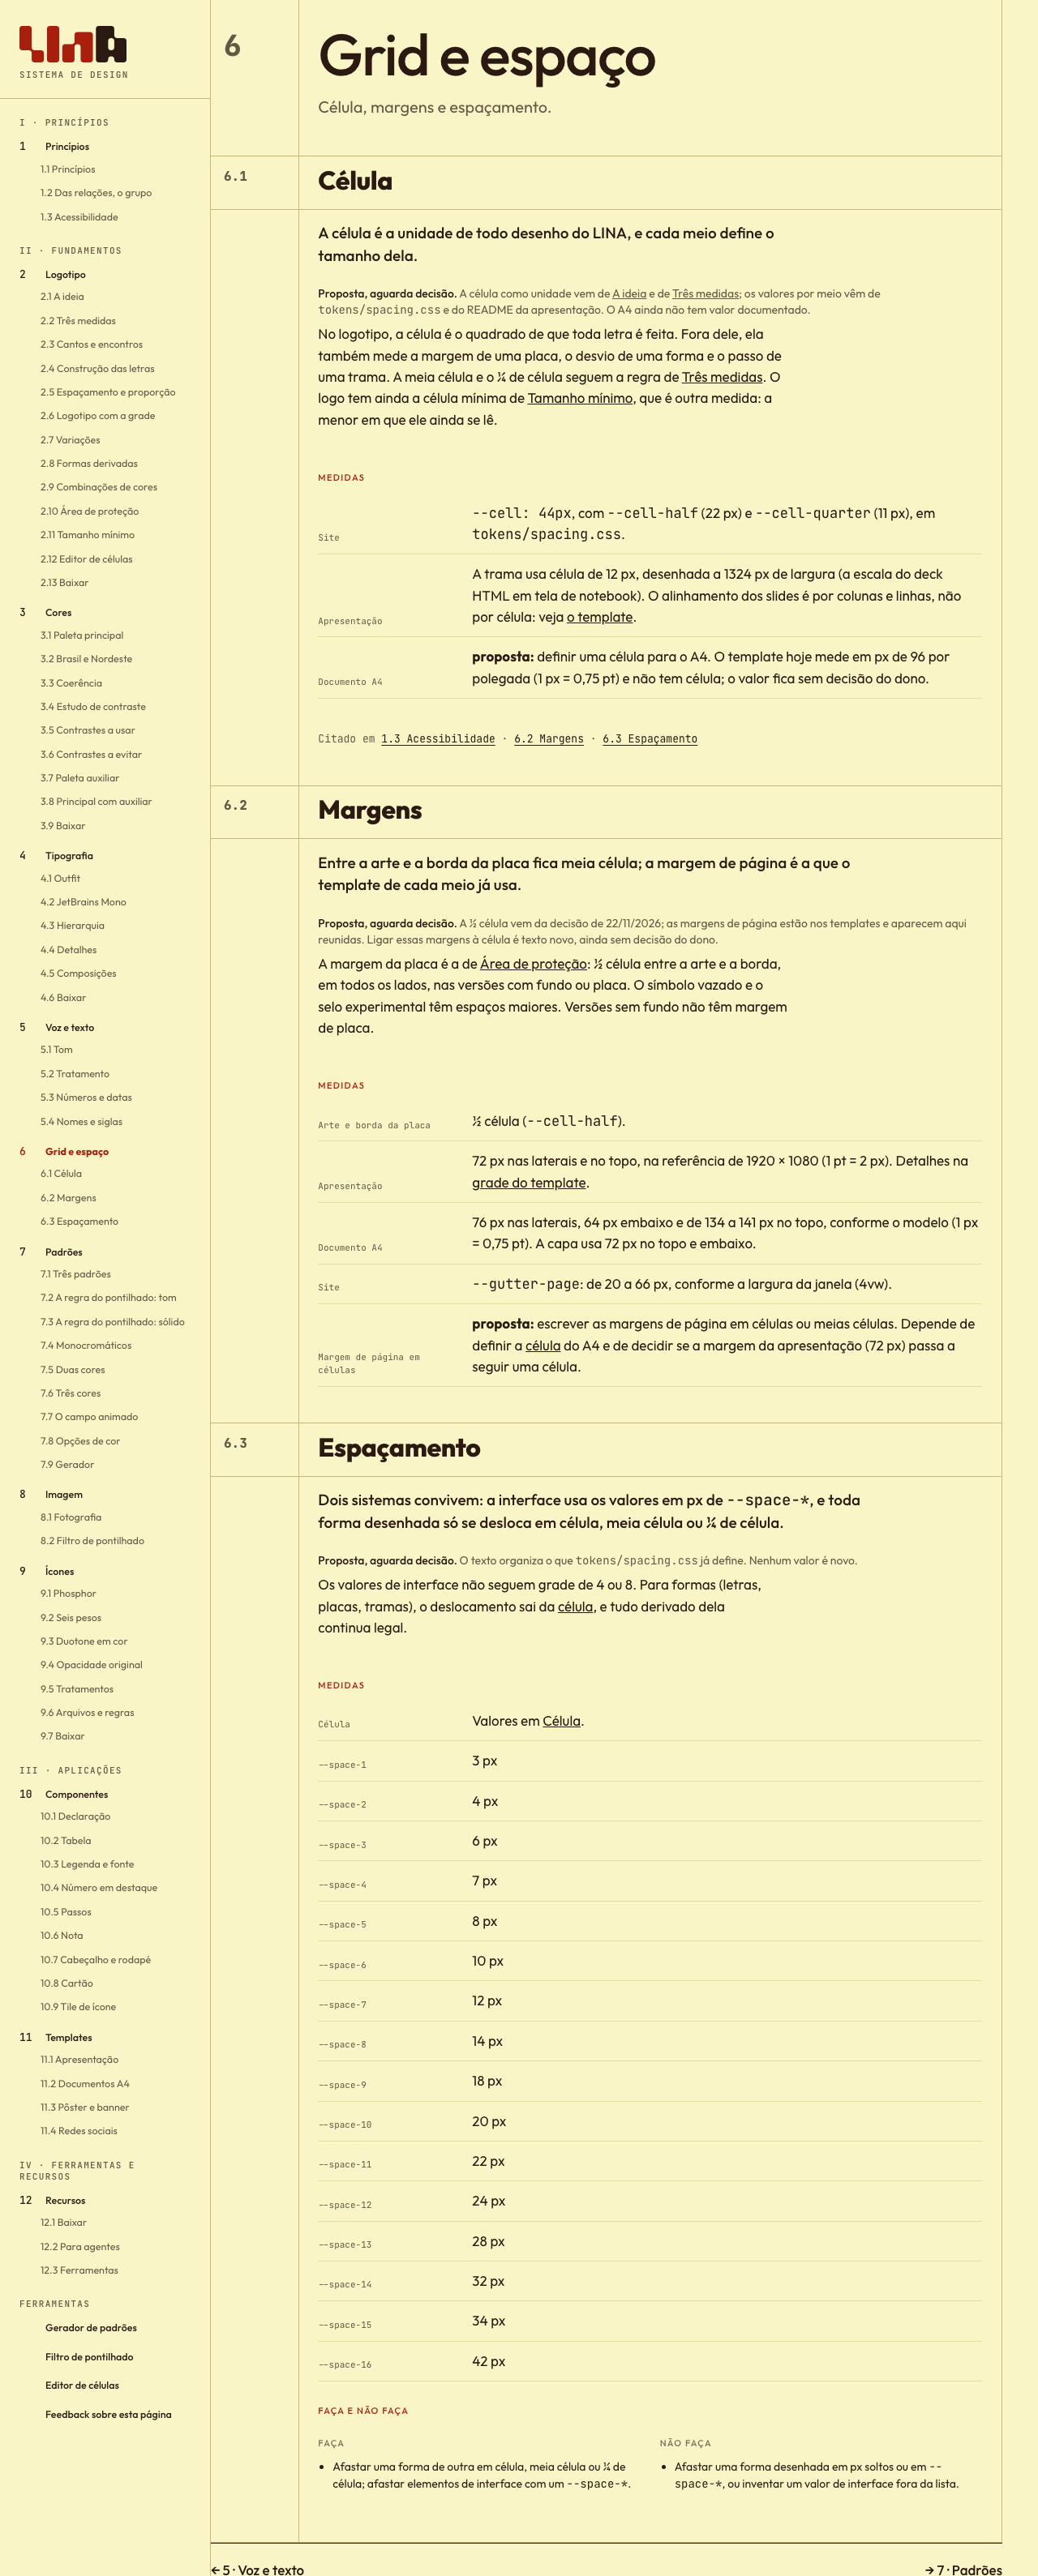 LINA
SISTEMA DE DESIGN
I · PRINCÍPIOS
1 Princípios
1.1 Princípios
1.2 Das relações, o grupo
1.3 Acessibilidade
II · FUNDAMENTOS
2 Logotipo
2.1 A ideia
2.2 Três medidas
2.3 Cantos e encontros
2.4 Construção das letras
2.5 Espaçamento e proporção
2.6 Logotipo com a grade
2.7 Variações
2.8 Formas derivadas
2.9 Combinações de cores
2.10 Área de proteção
2.11 Tamanho mínimo
2.12 Editor de células
2.13 Baixar
3 Cores
3.1 Paleta principal
3.2 Brasil e Nordeste
3.3 Coerência
3.4 Estudo de contraste
3.5 Contrastes a usar
3.6 Contrastes a evitar
3.7 Paleta auxiliar
3.8 Principal com auxiliar
3.9 Baixar
4 Tipografia
4.1 Outfit
4.2 JetBrains Mono
4.3 Hierarquia
4.4 Detalhes
4.5 Composições
4.6 Baixar
5 Voz e texto
5.1 Tom
5.2 Tratamento
5.3 Números e datas
5.4 Nomes e siglas
6 Grid e espaço
6.1 Célula
6.2 Margens
6.3 Espaçamento
7 Padrões
7.1 Três padrões
7.2 A regra do pontilhado: tom
7.3 A regra do pontilhado: sólido
7.4 Monocromáticos
7.5 Duas cores
7.6 Três cores
7.7 O campo animado
7.8 Opções de cor
7.9 Gerador
8 Imagem
8.1 Fotografia
8.2 Filtro de pontilhado
9 Ícones
9.1 Phosphor
9.2 Seis pesos
9.3 Duotone em cor
9.4 Opacidade original
9.5 Tratamentos
9.6 Arquivos e regras
9.7 Baixar
III · APLICAÇÕES
10 Componentes
10.1 Declaração
10.2 Tabela
10.3 Legenda e fonte
10.4 Número em destaque
10.5 Passos
10.6 Nota
10.7 Cabeçalho e rodapé
10.8 Cartão
10.9 Tile de ícone
11 Templates
11.1 Apresentação
11.2 Documentos A4
11.3 Pôster e banner
11.4 Redes sociais
IV · FERRAMENTAS E
RECURSOS
12 Recursos
12.1 Baixar
12.2 Para agentes
12.3 Ferramentas
FERRAMENTAS
Gerador de padrões
Filtro de pontilhado
Editor de células
Feedback sobre esta página
6
Grid e espaço
Célula, margens e espaçamento.
6.1 Célula
A célula é a unidade de todo desenho do LINA, e cada meio define o
tamanho dela.
Proposta, aguarda decisão. A célula como unidade vem de A ideia e de Três medidas; os valores por meio vêm de
tokens/spacing.css e do README da apresentação. O A4 ainda não tem valor documentado.
No logotipo, a célula é o quadrado de que toda letra é feita. Fora dele, ela
também mede a margem de uma placa, o desvio de uma forma e o passo de
uma trama. A meia célula e o ¼ de célula seguem a regra de Três medidas. O
logo tem ainda a célula mínima de Tamanho mínimo, que é outra medida: a
menor em que ele ainda se lê.
MEDIDAS
Site
--cell: 44px, com --cell-half (22 px) e --cell-quarter (11 px), em
tokens/spacing.css.
Apresentação
A trama usa célula de 12 px, desenhada a 1324 px de largura (a escala do deck
HTML em tela de notebook). O alinhamento dos slides é por colunas e linhas, não
por célula: veja o template.
Documento A4
proposta: definir uma célula para o A4. O template hoje mede em px de 96 por
polegada (1 px = 0,75 pt) e não tem célula; o valor fica sem decisão do dono.
Citado em 1.3 Acessibilidade · 6.2 Margens · 6.3 Espaçamento
6.2 Margens
Entre a arte e a borda da placa fica meia célula; a margem de página é a que o
template de cada meio já usa.
Proposta, aguarda decisão. A ½ célula vem da decisão de 22/11/2026; as margens de página estão nos templates e aparecem aqui
reunidas. Ligar essas margens à célula é texto novo, ainda sem decisão do dono.
A margem da placa é a de Área de proteção: ½ célula entre a arte e a borda,
em todos os lados, nas versões com fundo ou placa. O símbolo vazado e o
selo experimental têm espaços maiores. Versões sem fundo não têm margem
de placa.
MEDIDAS
Arte e borda da placa
½ célula (--cell-half).
Apresentação
72 px nas laterais e no topo, na referência de 1920 × 1080 (1 pt = 2 px). Detalhes na
grade do template.
Documento A4
76 px nas laterais, 64 px embaixo e de 134 a 141 px no topo, conforme o modelo (1 px
= 0,75 pt). A capa usa 72 px no topo e embaixo.
Site
--gutter-page: de 20 a 66 px, conforme a largura da janela (4vw).
Margem de página em
células
proposta: escrever as margens de página em células ou meias células. Depende de
definir a célula do A4 e de decidir se a margem da apresentação (72 px) passa a
seguir uma célula.
6.3 Espaçamento
Dois sistemas convivem: a interface usa os valores em px de --space-*, e toda
forma desenhada só se desloca em célula, meia célula ou ¼ de célula.
Proposta, aguarda decisão. O texto organiza o que tokens/spacing.css já define. Nenhum valor é novo.
Os valores de interface não seguem grade de 4 ou 8. Para formas (letras,
placas, tramas), o deslocamento sai da célula, e tudo derivado dela
continua legal.
MEDIDAS
Célula Valores em Célula.
--space-1 3 px
--space-2 4 px
--space-3 6 px
--space-4 7 px
--space-5 8 px
--space-6 10 px
--space-7 12 px
--space-8 14 px
--space-9 18 px
--space-10 20 px
--space-11 22 px
--space-12 24 px
--space-13 28 px
--space-14 32 px
--space-15 34 px
--space-16 42 px
FAÇA E NÃO FAÇA
FAÇA
• Afastar uma forma de outra em célula, meia célula ou ¼ de
célula; afastar elementos de interface com um --space-*.
NÃO FAÇA
• Afastar uma forma desenhada em px soltos ou em --
space-*, ou inventar um valor de interface fora da lista.
← 5 · Voz e texto
→ 7 · Padrões